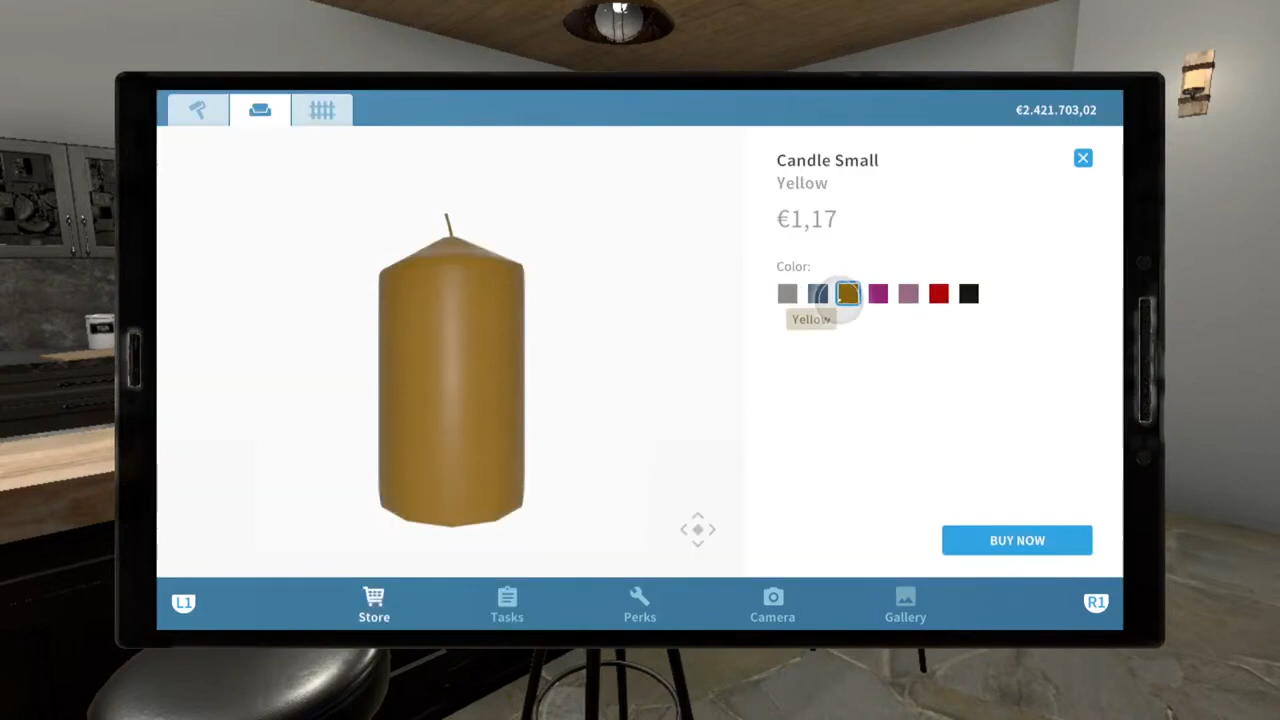 €2.421.703,02
Candle Small
Yellow
€1,17
Color:
Yellow
BUY NOW
L1
Store
Tasks
Perks
Camera
Gallery
R1